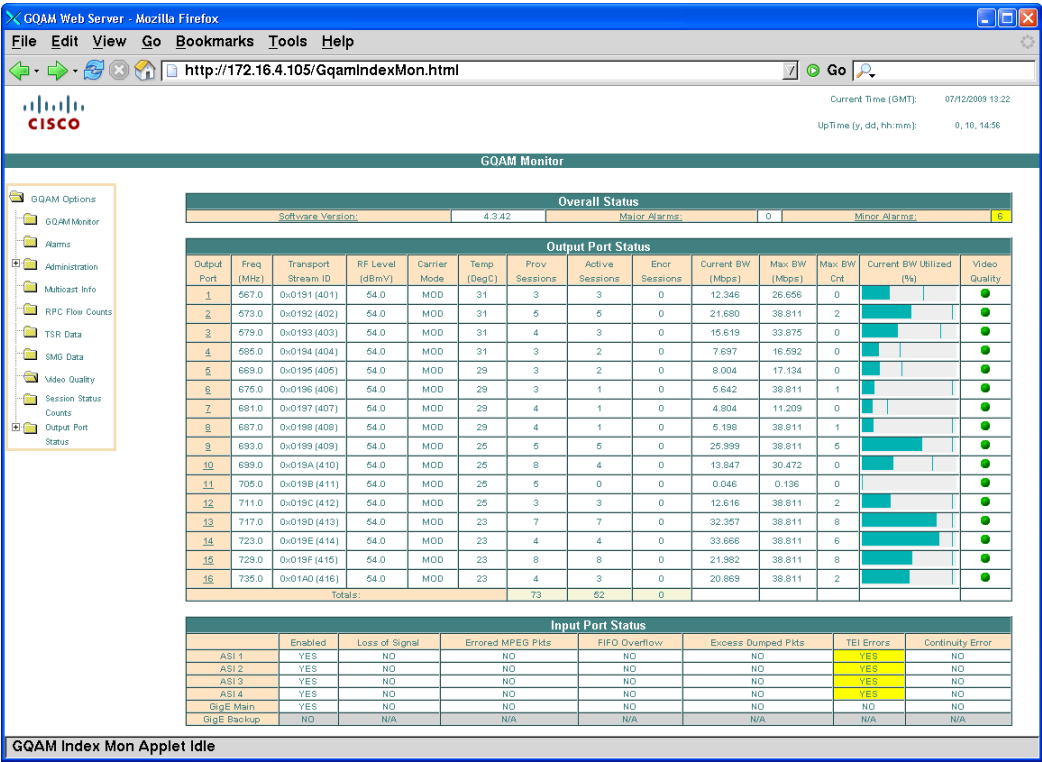 GQAM Web Server - Mozilla Firefox
File Edit View Go Bookmarks Tools Help
http://172.16.4.105/GqamIndexMon.html Go
CISCO
Current Time (GMT): 07/12/2009 13:22
UpTime (y, dd, hh:mm): 0, 10, 14:56
GQAM Monitor
GQAM Options
GQAM Monitor
Alarms
Administration
Multicast Info
RPC Flow Counts
TSR Data
SMG Data
Video Quality
Session Status
Counts
Output Port
Status
Overall Status
Software Version: 4.3.42 Major Alarms: 0 Minor Alarms: 6
Output Port Status
Output Port Freq (MHz) Transport Stream ID RF Level (dBmV) Carrier Mode Temp (DegC) Prov Sessions Active Sessions Encr Sessions Current BW (Mbps) Max BW (Mbps) Max BW Cnt Current BW Utilized (%) Video Quality
1 567.0 0x0191 (401) 54.0 MOD 31 3 3 0 12.346 26.656 0
2 573.0 0x0192 (402) 54.0 MOD 31 5 5 0 21.680 38.811 2
3 579.0 0x0193 (403) 54.0 MOD 31 4 3 0 15.619 33.875 0
4 585.0 0x0194 (404) 54.0 MOD 31 3 2 0 7.697 16.592 0
5 669.0 0x0195 (405) 54.0 MOD 29 3 2 0 8.004 17.134 0
6 675.0 0x0196 (406) 54.0 MOD 29 3 1 0 5.642 38.811 1
7 681.0 0x0197 (407) 54.0 MOD 29 4 1 0 4.804 11.209 0
8 687.0 0x0198 (408) 54.0 MOD 29 4 1 0 5.198 38.811 1
9 693.0 0x0199 (409) 54.0 MOD 25 5 5 0 25.999 38.811 5
10 699.0 0x019A (410) 54.0 MOD 25 8 4 0 13.847 30.472 0
11 705.0 0x019B (411) 54.0 MOD 25 5 0 0 0.046 0.136 0
12 711.0 0x019C (412) 54.0 MOD 25 3 3 0 12.616 38.811 2
13 717.0 0x019D (413) 54.0 MOD 23 7 7 0 32.357 38.811 8
14 723.0 0x019E (414) 54.0 MOD 23 4 4 0 33.666 38.811 6
15 729.0 0x019F (415) 54.0 MOD 23 8 8 0 21.982 38.811 8
16 735.0 0x01A0 (416) 54.0 MOD 23 4 3 0 20.869 38.811 2
Totals: 73 52 0
Input Port Status
Enabled Loss of Signal Errored MPEG Pkts FIFO Overflow Excess Dumped Pkts TEI Errors Continuity Error
ASI 1 YES NO NO NO NO YES NO
ASI 2 YES NO NO NO NO YES NO
ASI 3 YES NO NO NO NO YES NO
ASI 4 YES NO NO NO NO YES NO
GigE Main YES NO NO NO NO NO NO
GigE Backup NO N/A N/A N/A N/A N/A N/A
GQAM Index Mon Applet Idle